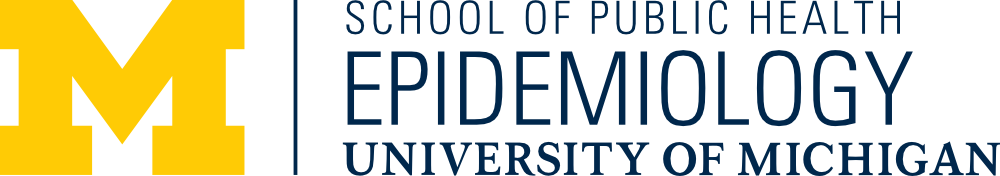 M
SCHOOL OF PUBLIC HEALTH
EPIDEMIOLOGY
UNIVERSITY OF MICHIGAN